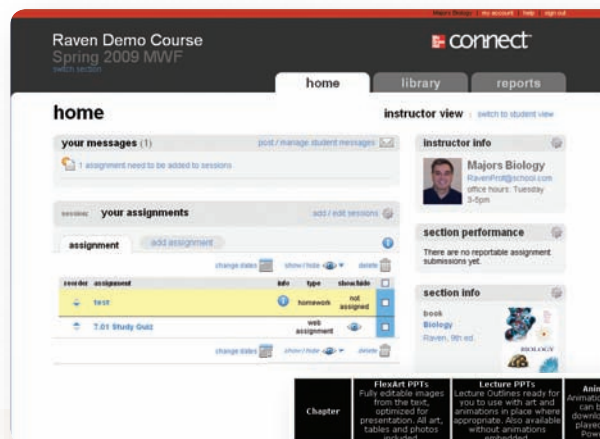 Majors Biology | my account | help | sign out
Raven Demo Course
Spring 2009 MWF
switch section
connect
home library reports
home
instructor view | switch to student view
your messages (1)
post / manage student messages
1 assignment need to be added to sessions
your assignments
add / edit sessions
assignment
add assignment
change dates show / hide delete
reorder assignment info type show/hide
test homework not assigned
7.01 Study Quiz web assignment
change dates show / hide delete
instructor info
Majors Biology
RavenProf@school.com
office hours: Tuesday
3-5pm
section performance
There are no reportable assignment
submissions yet.
section info
book
Biology
Raven, 9th ed.
BIOLOGY
Chapter
FlexArt PPTs
Fully editable images
from the text,
optimized for
presentation. All art,
tables and photos
included
Lecture PPTs
Lecture Outlines ready for
you to use with art and
animations in place where
appropriate. Also available
without animations
embedded